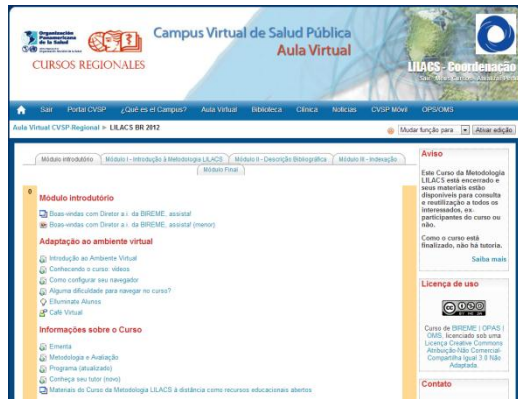 Organización
Panamericana
de la Salud
CURSOS REGIONALES
Campus Virtual de Salud Pública
Aula Virtual
LILACS - Coordenação
Sair
Portal CVSP
¿Qué es el Campus?
Aula Virtual
Biblioteca
Clínica
Noticias
CVSP Móvil
OPS/OMS
Aula Virtual CVSP-Regional ► LILACS BR 2012
Mudar função para
Ativar edição
Módulo introdutório
Módulo I – Introdução à Metodologia LILACS
Módulo II - Descrição Bibliográfica
Módulo III - Indexação
Módulo Final
0
Módulo introdutório
Boas-vindas com Diretor a.i. da BIREME, assista!
Boas-vindas com Diretor a.i. da BIREME, assista! (menor)
Adaptação ao ambiente virtual
Introdução ao Ambiente Virtual
Conhecendo o curso: vídeos
Como configurar seu navegador
Alguma dificuldade para navegar no curso?
Elluminate Alunos
Café Virtual
Informações sobre o Curso
Ementa
Metodologia e Avaliação
Programa (atualizado)
Conheça seu tutor (novo)
Materiais do Curso da Metodologia LILACS à distância como recursos educacionais abertos
Aviso
Este Curso da Metodologia
LILACS está encerrado e
seus materiais estão
disponíveis para consulta
e reutilização a todos os
interessados, ex-
participantes do curso ou
não.
Como o curso está
finalizado, não há tutoria.
Saiba mais
Licença de uso
Curso de BIREME | OPAS |
OMS, licenciado sob uma
Licença Creative Commons
Atribuição-Não Comercial-
Compartilha Igual 3.0 Não
Adaptada.
Contato